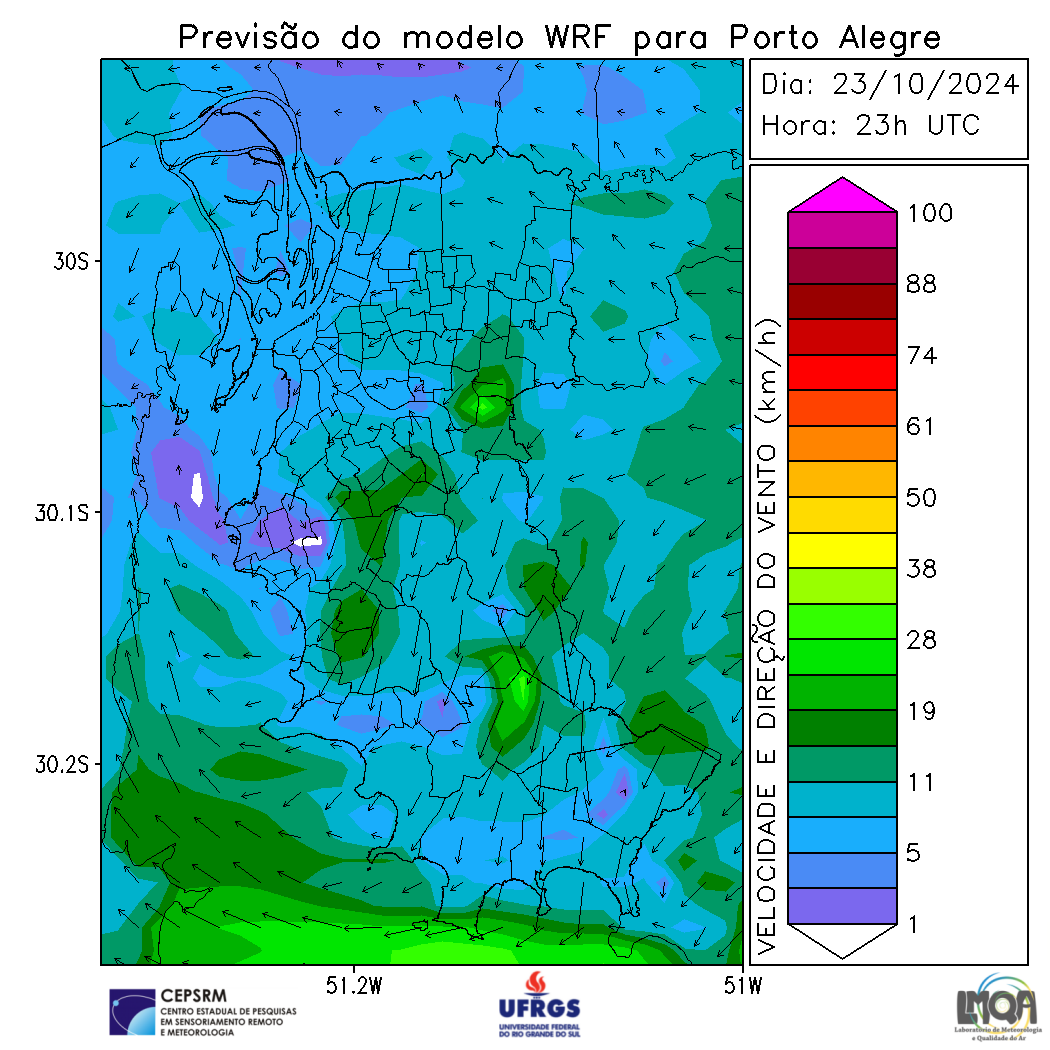 Previsão do modelo WRF para Porto Alegre
Dia: 23/10/2024
Hora: 23h UTC
30S
30.1S
30.2S
51.2W
51W
VELOCIDADE E DIREÇÃO DO VENTO (km/h)
100
88
74
61
50
38
28
19
11
5
1
CEPSRM
CENTRO ESTADUAL DE PESQUISAS
EM SENSORIAMENTO REMOTO
E METEOROLOGIA
UFRGS
UNIVERSIDADE FEDERAL
DO RIO GRANDE DO SUL
LMQA
Laboratório de Meteorologia
e Qualidade do Ar